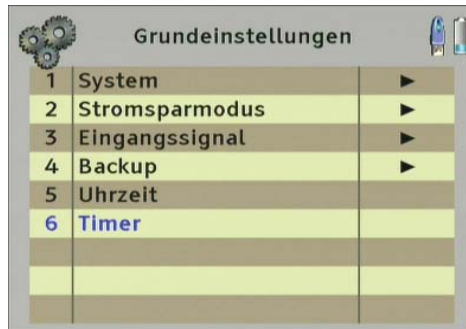 Grundeinstellungen
1 System ►
2 Stromsparmodus ►
3 Eingangssignal ►
4 Backup ►
5 Uhrzeit
6 Timer